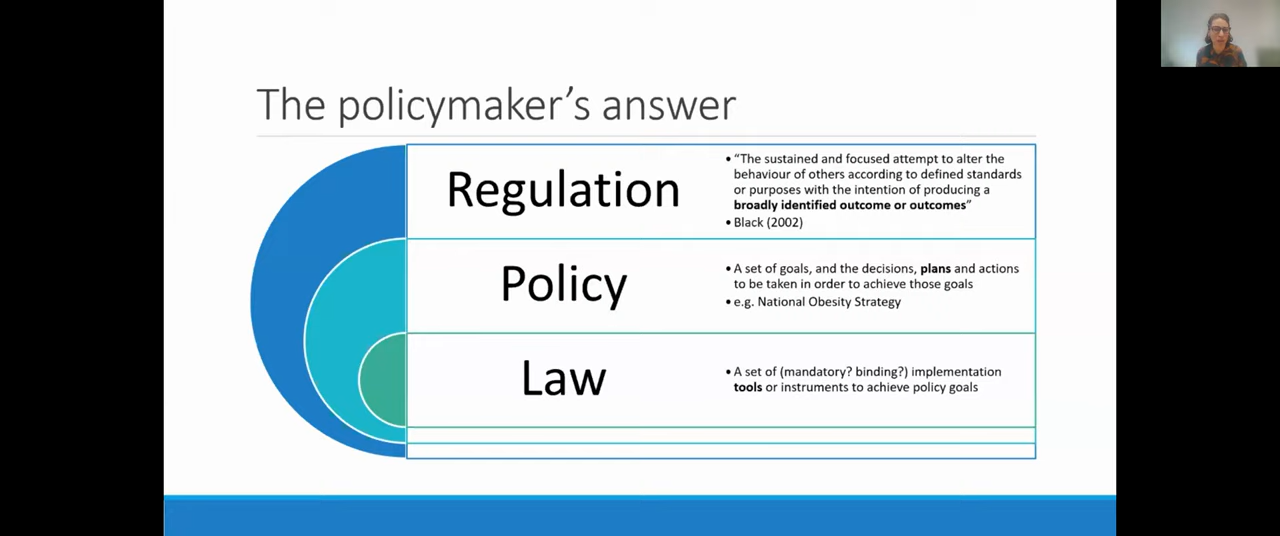 The policymaker's answer
Regulation
• “The sustained and focused attempt to alter the
behaviour of others according to defined standards
or purposes with the intention of producing a
broadly identified outcome or outcomes”
• Black (2002)
Policy
• A set of goals, and the decisions, plans and actions
to be taken in order to achieve those goals
• e.g. National Obesity Strategy
Law
• A set of (mandatory? binding?) implementation
tools or instruments to achieve policy goals